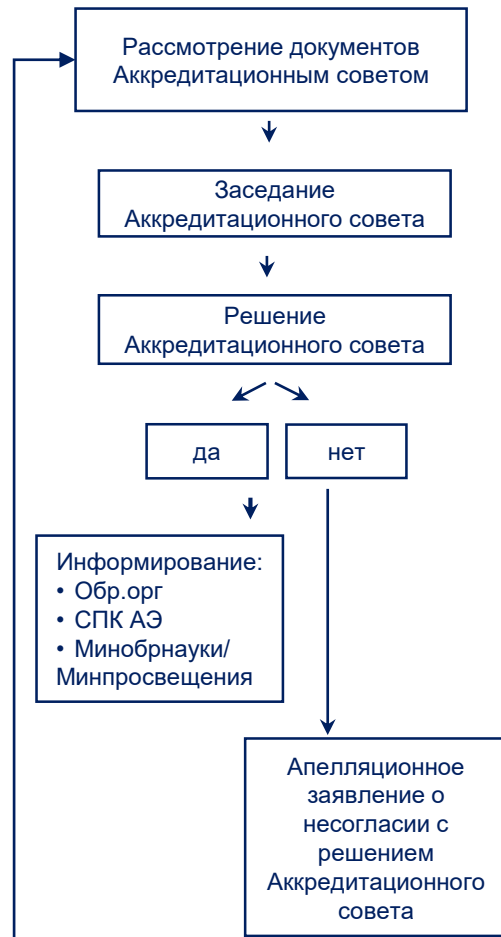 Рассмотрение документов
Аккредитационным советом
Заседание
Аккредитационного совета
Решение
Аккредитационного совета
да
нет
Информирование:
• Обр.орг
• СПК АЭ
• Минобрнауки/
Минпросвещения
Апелляционное
заявление о
несогласии с
решением
Аккредитационного
совета